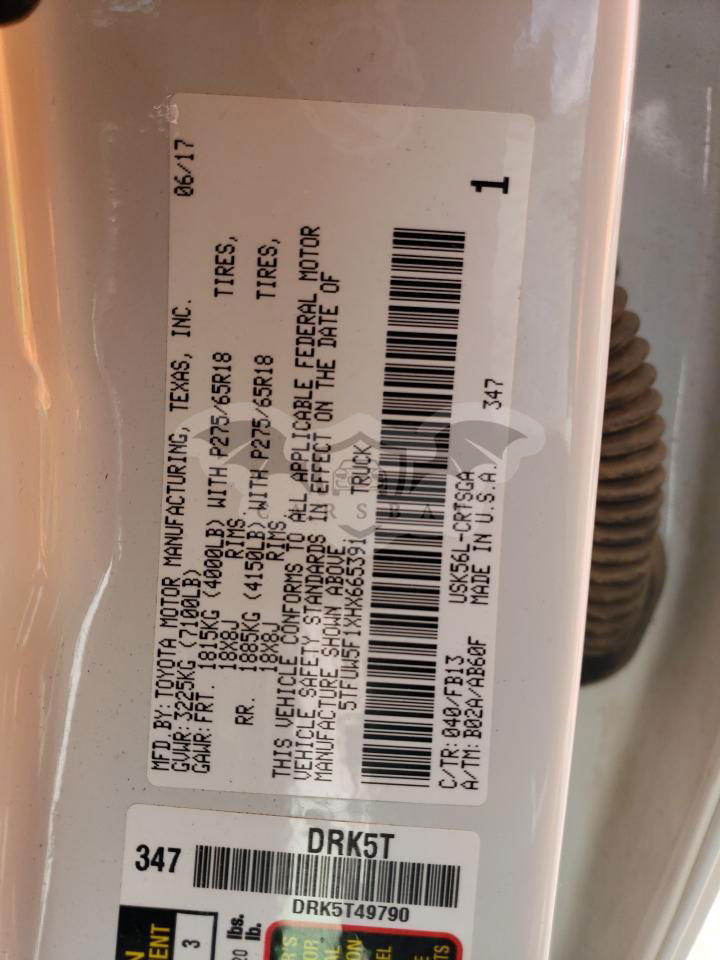 MFD.BY: TOYOTA MOTOR MANUFACTURING, TEXAS, INC. 06/17
GVWR: 3225KG (7100LB)
GAWR: FRT. 1815KG (4000LB) WITH P275/65R18 TIRES,
18X8J RIMS
RR. 1885KG (4150LB) WITH P275/65R18 TIRES,
18X8J RIMS
THIS VEHICLE CONFORMS TO ALL APPLICABLE FEDERAL MOTOR
VEHICLE SAFETY STANDARDS IN EFFECT ON THE DATE OF
MANUFACTURE SHOWN ABOVE
5TFUW5F1XHX665391 TRUCK
1
C/TR: 040/FB13 USK56L-CRTSGA 347
A/TM: B02A/AB60F MADE IN U.S.A.
DRK5T
347
DRK5T49790
3
lbs.
lb.